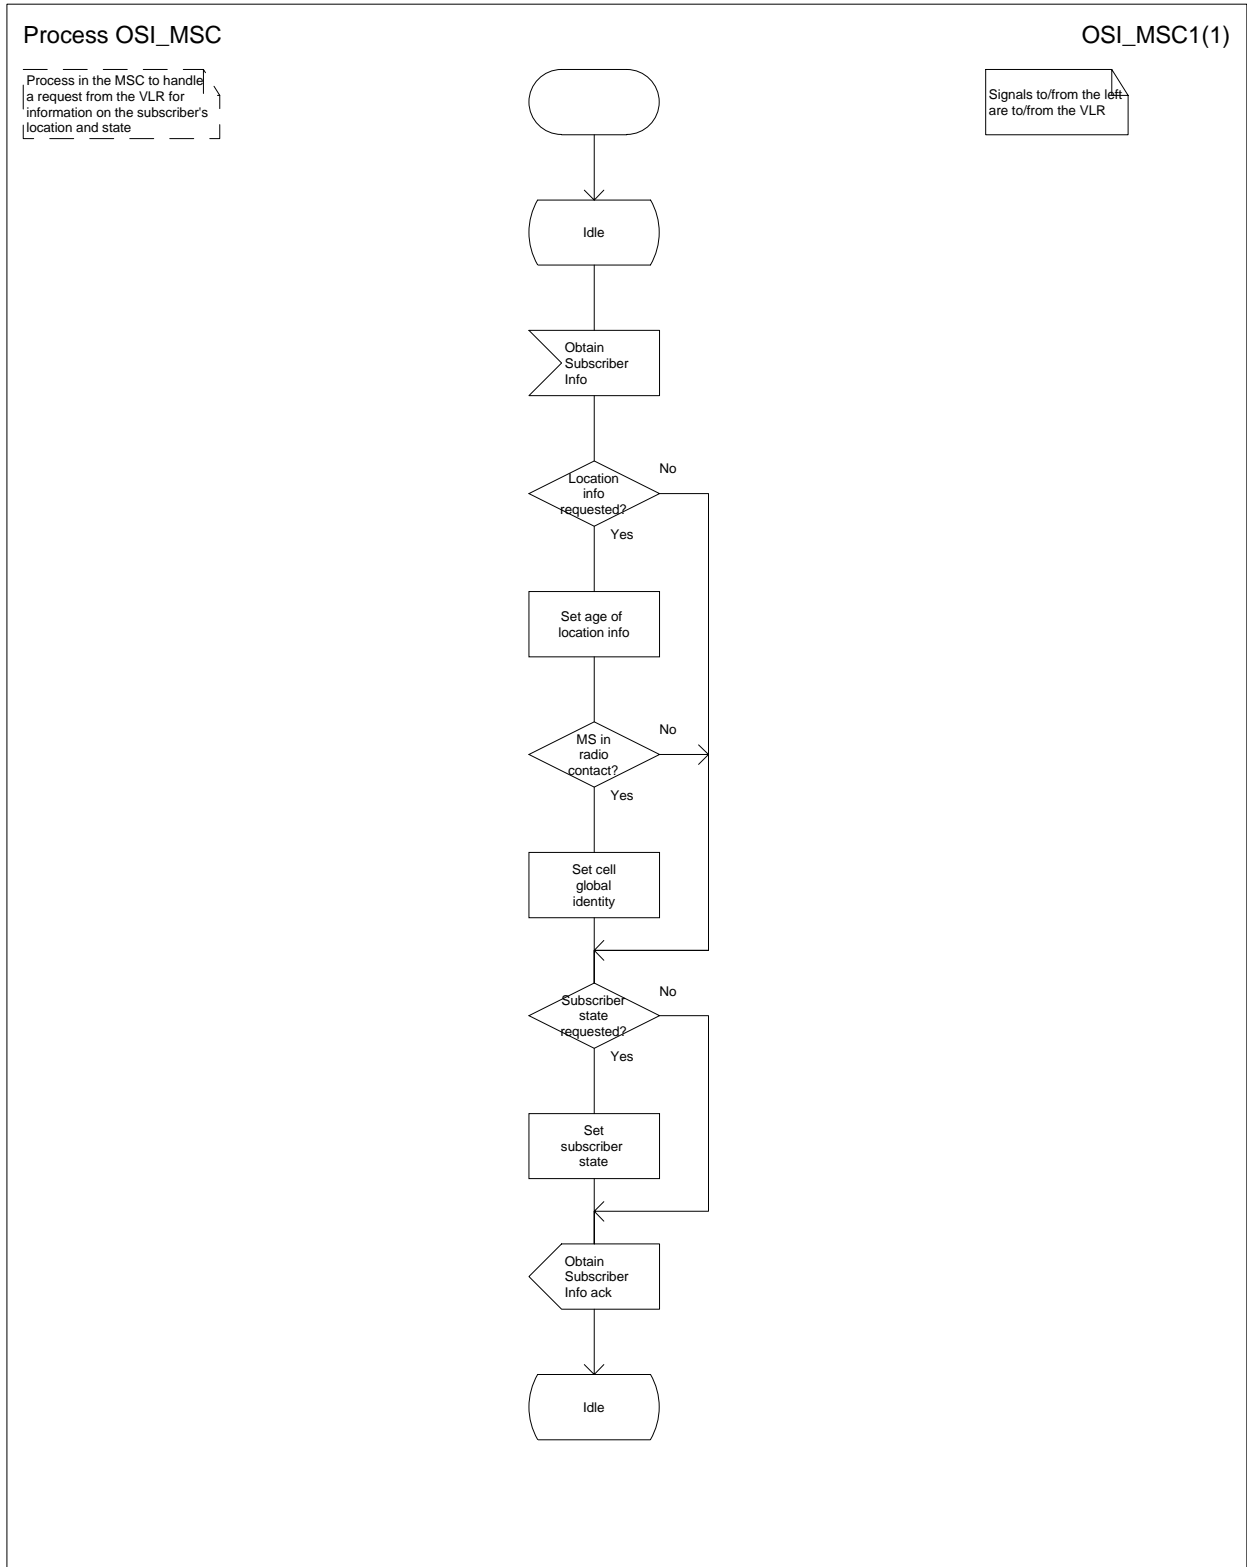 Process OSI_MSC
OSI_MSC1(1)
Process in the MSC to handle
a request from the VLR for
information on the subscriber's
location and state
Signals to/from the left
are to/from the VLR
Idle
Obtain
Subscriber
Info
Location
info
requested?
No
Yes
Set age of
location info
MS in
radio
contact?
No
Yes
Set cell
global
identity
Subscriber
state
requested?
No
Yes
Set
subscriber
state
Obtain
Subscriber
Info ack
Idle